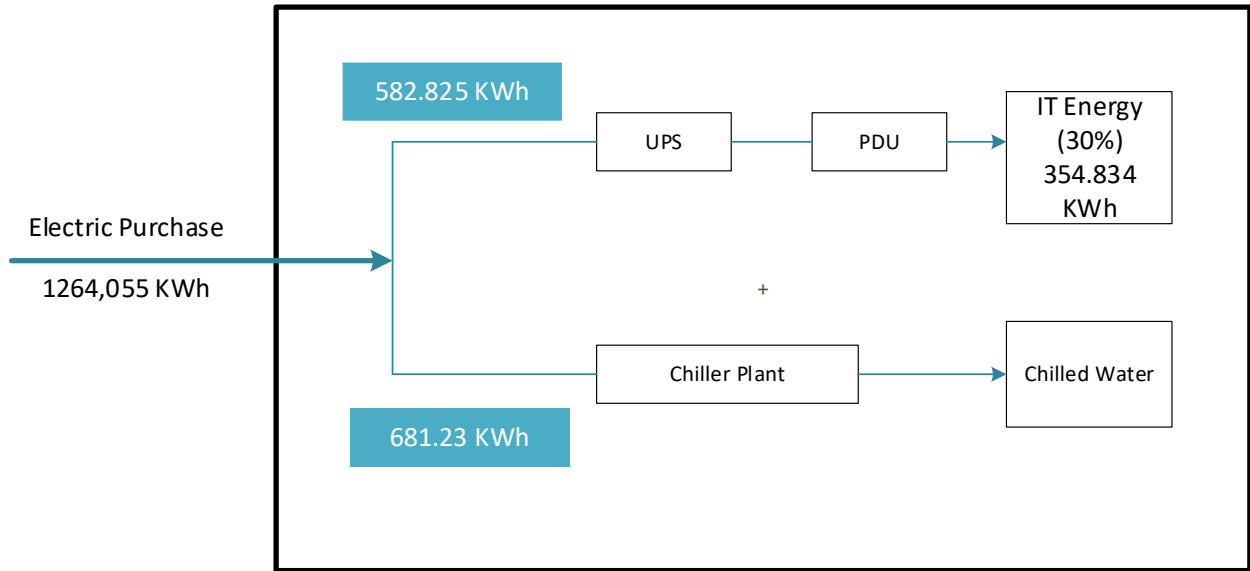 582.825 KWh
UPS
PDU
IT Energy
(30%)
354.834
KWh
Electric Purchase
1264,055 KWh
+
Chiller Plant
Chilled Water
681.23 KWh